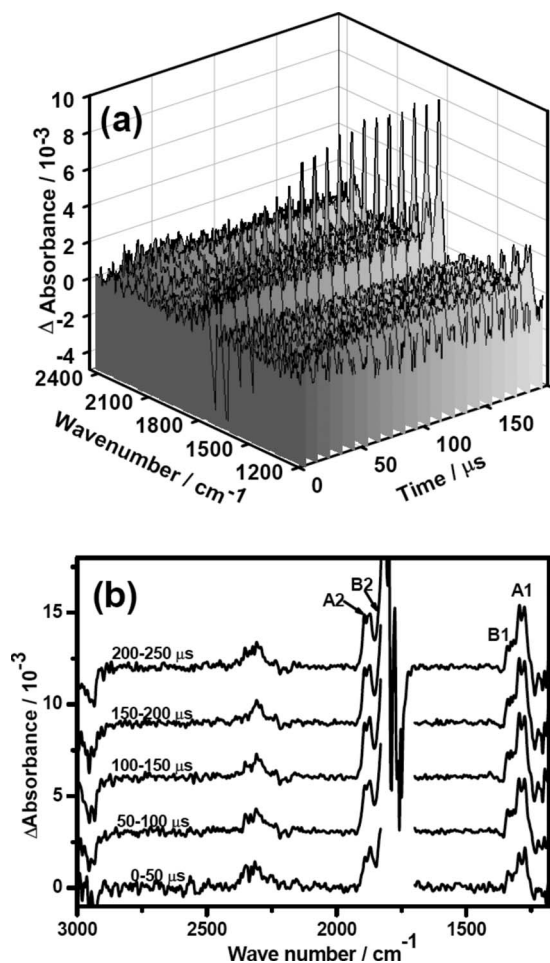 (a)
10
8
6
4
2
0
-2
-4
Δ Absorbance / 10⁻³
2400
2100
1800
1500
1200
Wavenumber / cm⁻¹
0
50
100
150
Time / μs
(b)
B2
A2
A1
B1
15
10
5
0
ΔAbsorbance / 10⁻³
200-250 μs
150-200 μs
100-150 μs
50-100 μs
0-50 μs
3000
2500
2000
1500
Wave number / cm⁻¹